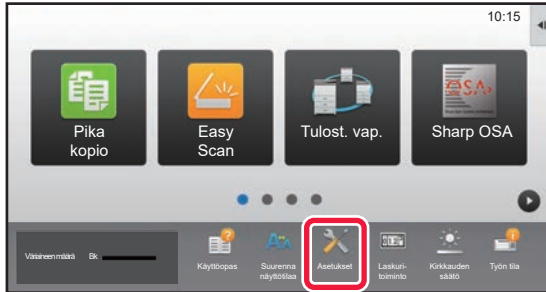 10:15
Pika
kopio
Easy
Scan
Tulost. vap.
OSA
Sharp OSA
Väriaineen määrä Bk
Käyttöopas
Suurenna
näyttötilaa
Asetukset
Laskuri-
toiminto
Kirkkauden
säätö
Työn tila